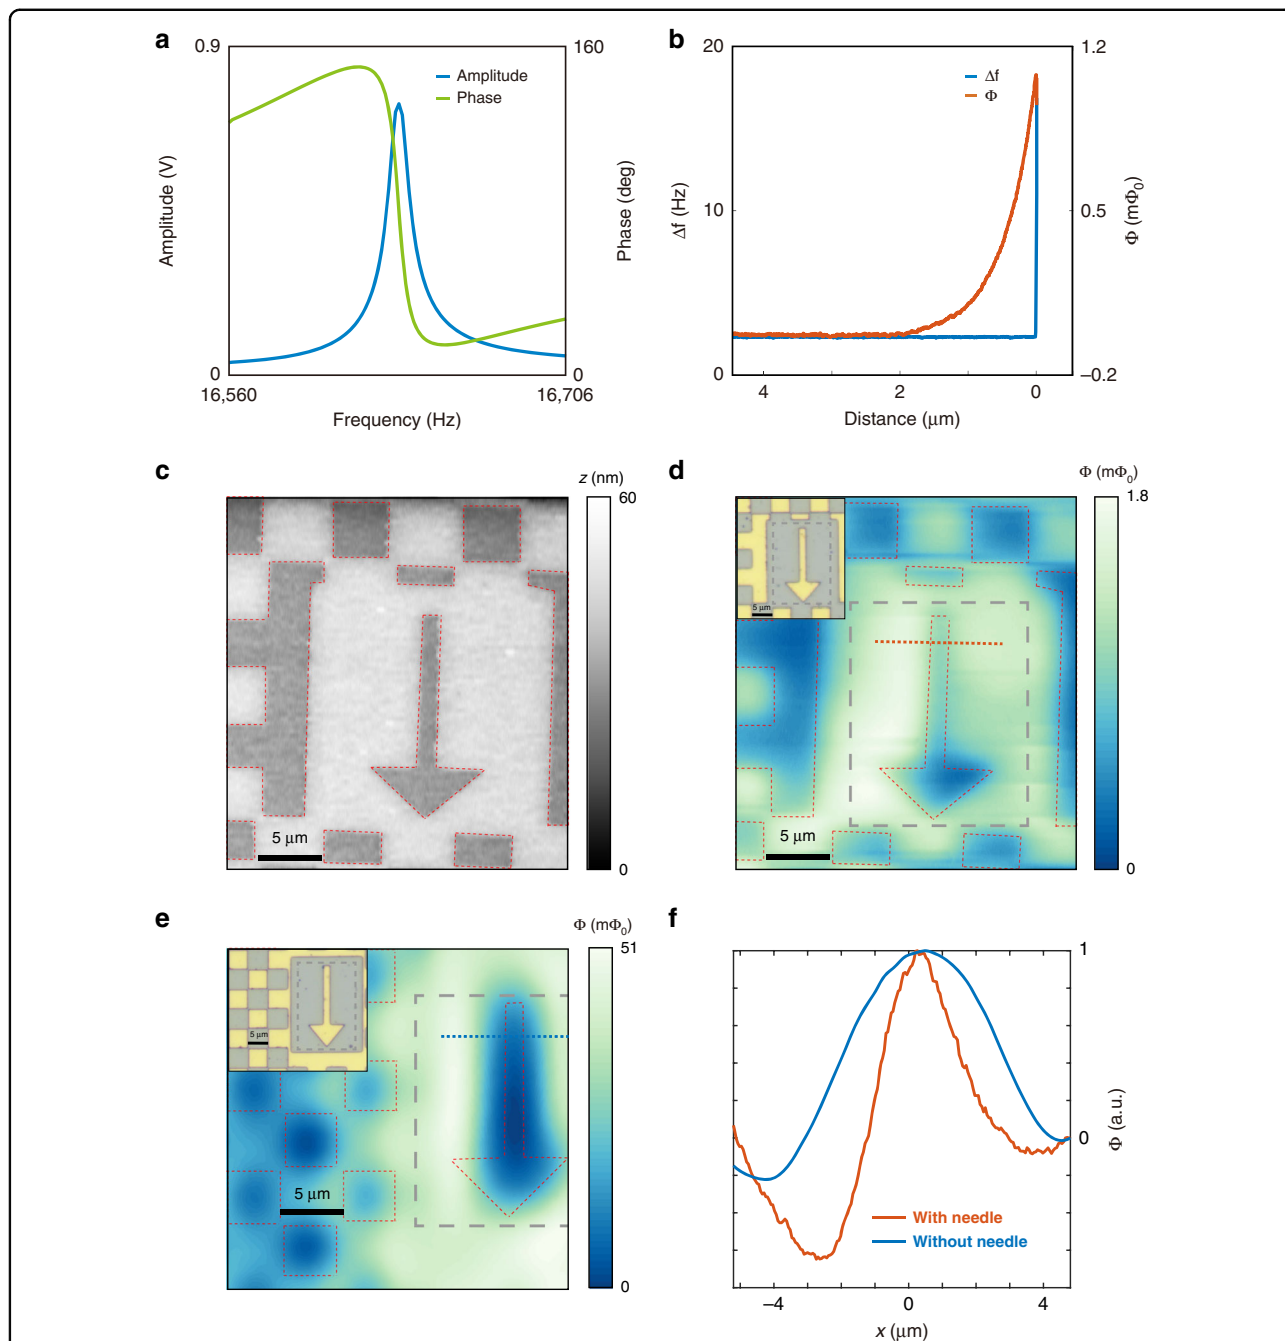 a
0.9
160
Amplitude
Phase
Amplitude (V)
Phase (deg)
0
0
16,560
16,706
Frequency (Hz)
b
20
1.2
Δf
Φ
10
0.5
Δf (Hz)
Φ (mΦ₀)
0
−0.2
4
2
0
Distance (μm)
c
z (nm)
60
5 μm
0
d
Φ (mΦ₀)
1.8
5 μm
5 μm
0
e
Φ (mΦ₀)
51
5 μm
5 μm
0
f
1
0
Φ (a.u.)
With needle
Without needle
−4
0
4
x (μm)